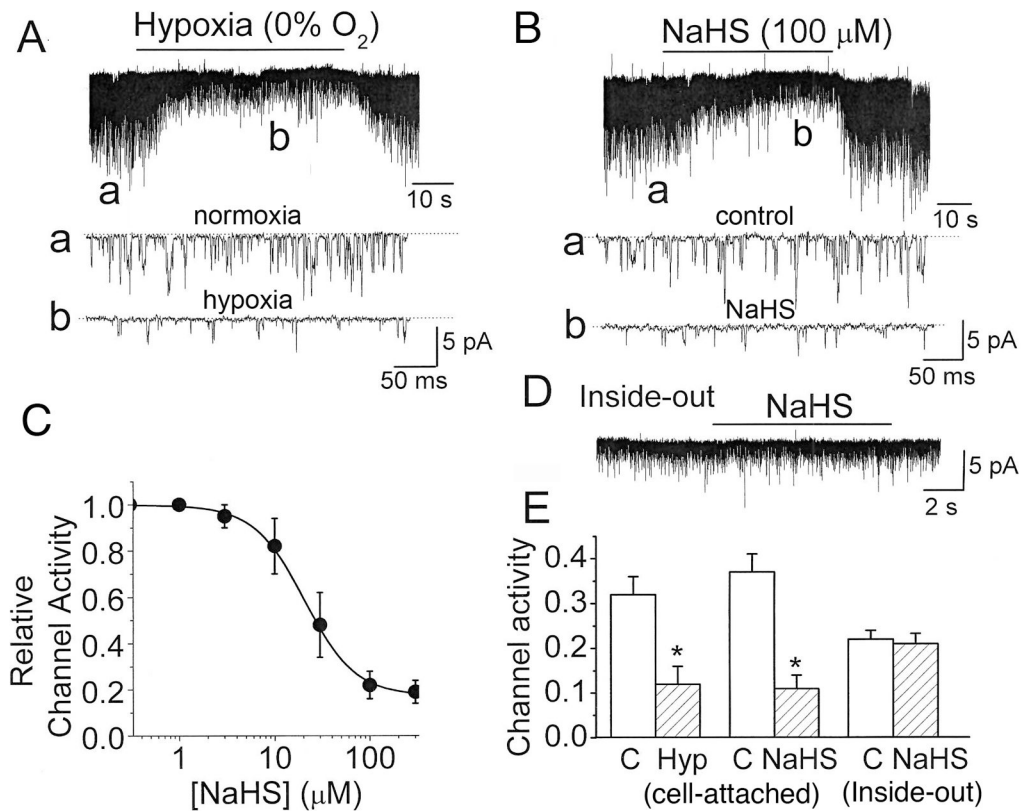 A
Hypoxia (0% O2)
b
a
10 s
normoxia
a
hypoxia
b
5 pA
50 ms
B
NaHS (100 μM)
b
a
10 s
control
a
NaHS
b
5 pA
50 ms
C
Relative
Channel Activity
1.0
0.8
0.6
0.4
0.2
0.0
1 10 100
[NaHS] (μM)
D
Inside-out
NaHS
5 pA
2 s
E
Channel activity
0.4
0.3
0.2
0.1
0.0
* *
C Hyp C NaHS C NaHS
(cell-attached) (Inside-out)